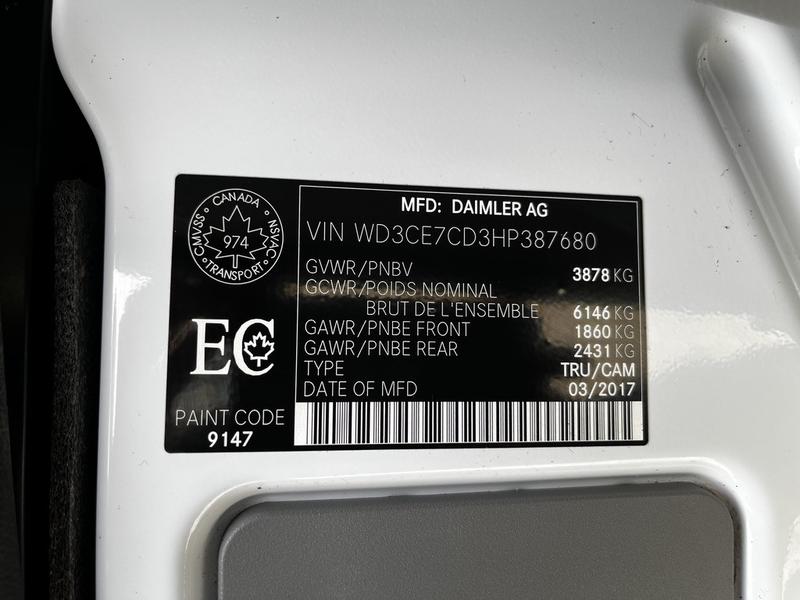 CANADA
CMVSS
974
NSVAC
TRANSPORT
EC
PAINT CODE
9147
MFD: DAIMLER AG
VIN WD3CE7CD3HP387680
GVWR/PNBV 3878 KG
GCWR/POIDS NOMINAL
BRUT DE L'ENSEMBLE 6146 KG
GAWR/PNBE FRONT 1860 KG
GAWR/PNBE REAR 2431 KG
TYPE TRU/CAM
DATE OF MFD 03/2017